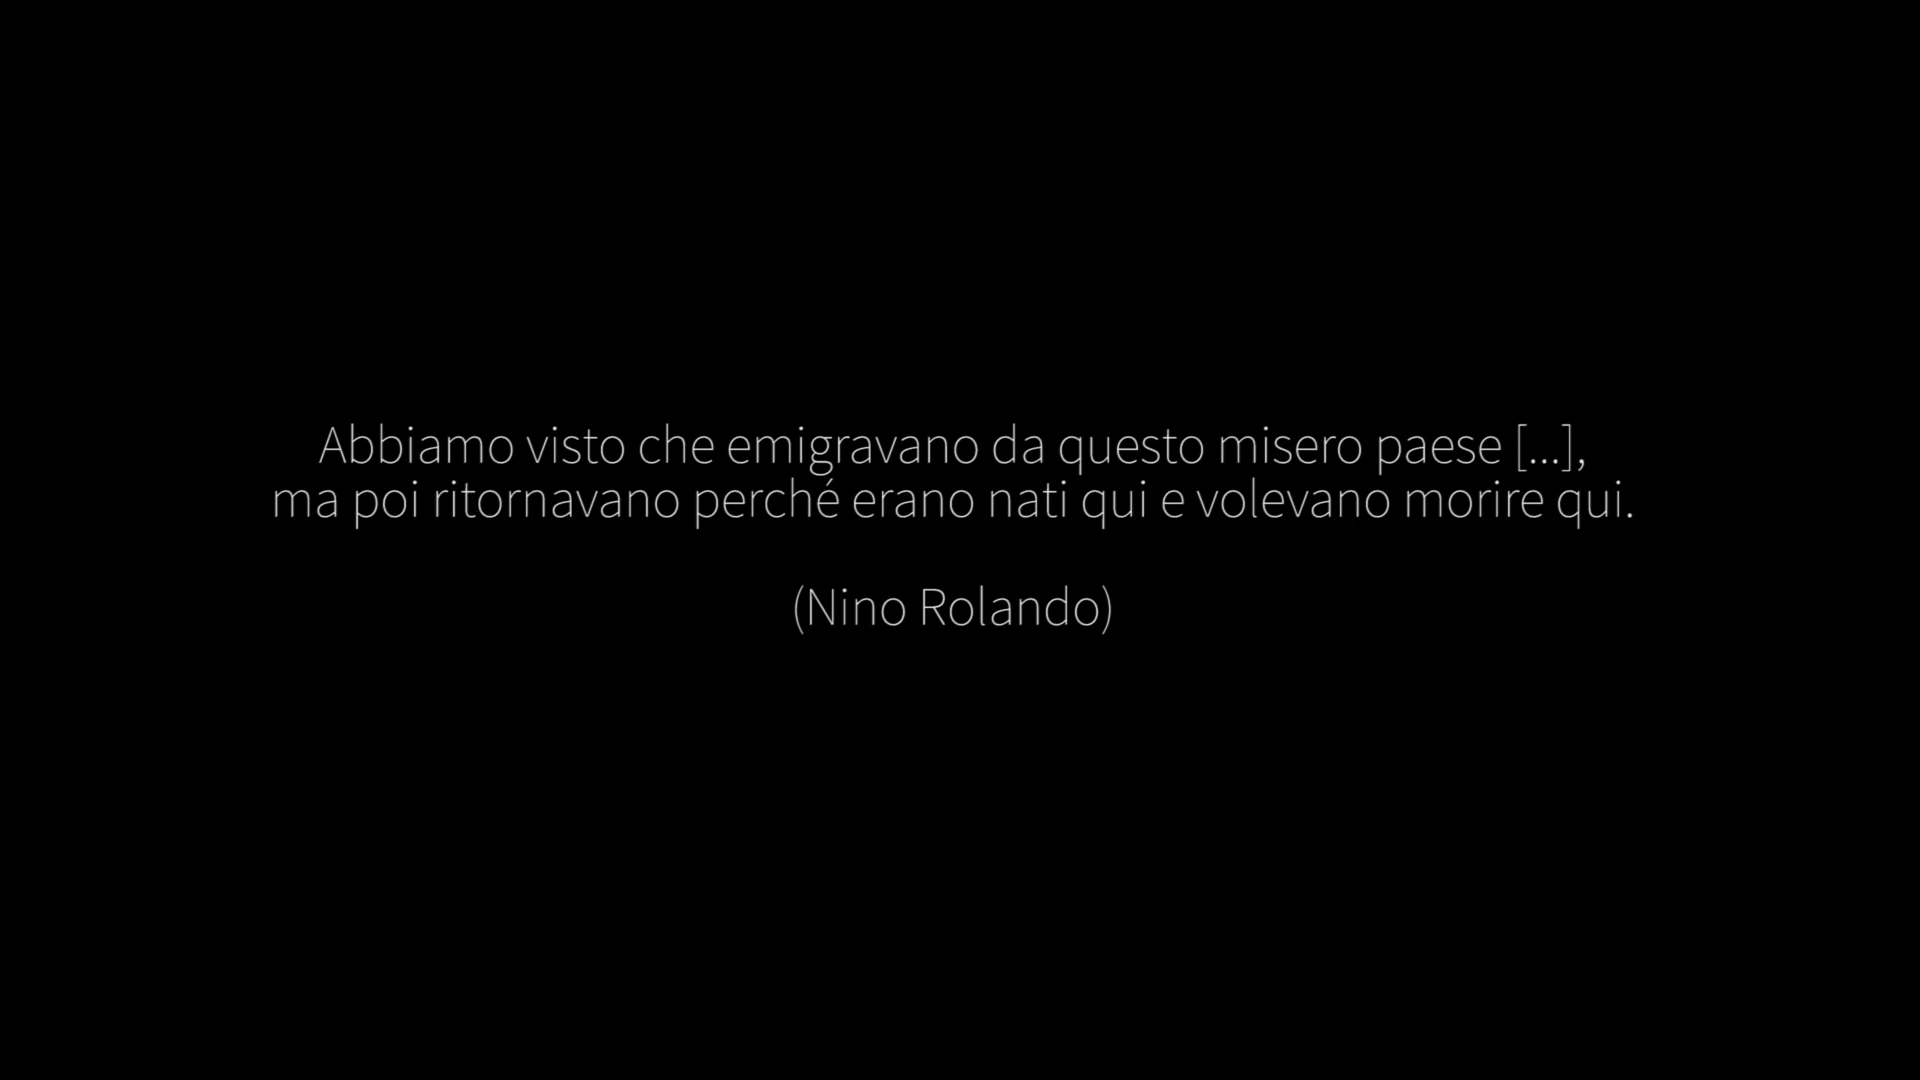 Abbiamo visto che emigravano da questo misero paese [...],
ma poi ritornavano perché erano nati qui e volevano morire qui.
(Nino Rolando)